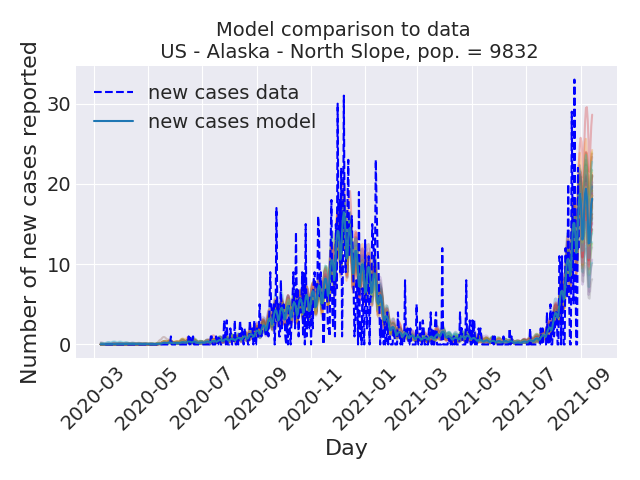 Model comparison to data
US - Alaska - North Slope, pop. = 9832
Number of new cases reported
30
20
10
0
new cases data
new cases model
2020-03
2020-05
2020-07
2020-09
2020-11
2021-01
2021-03
2021-05
2021-07
2021-09
Day